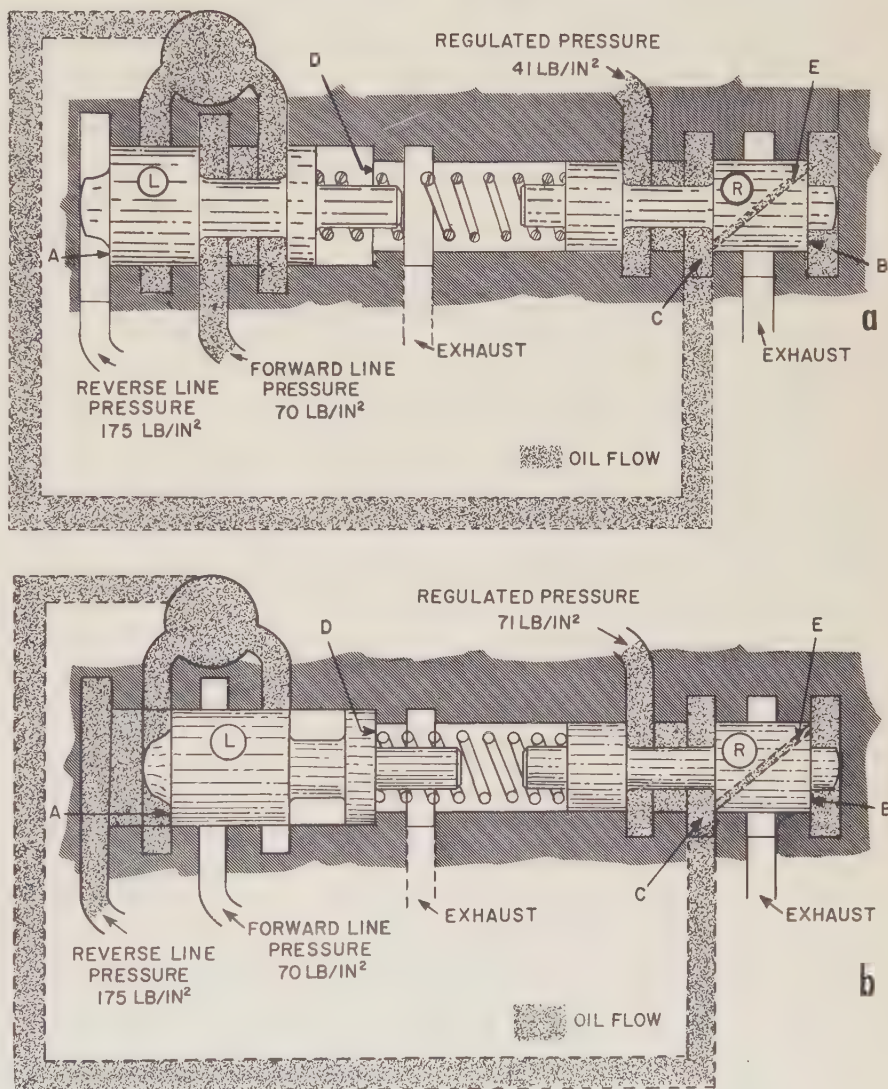 REGULATED PRESSURE
41 LB/IN²
D
E
L
R
A
B
C
a
EXHAUST
EXHAUST
REVERSE LINE
PRESSURE
175 LB/IN²
FORWARD LINE
PRESSURE
70 LB/IN²
OIL FLOW
REGULATED PRESSURE
71 LB/IN²
D
E
L
R
A
B
C
EXHAUST
EXHAUST
REVERSE LINE
PRESSURE
175 LB/IN²
FORWARD LINE
PRESSURE
70 LB/IN²
b
OIL FLOW